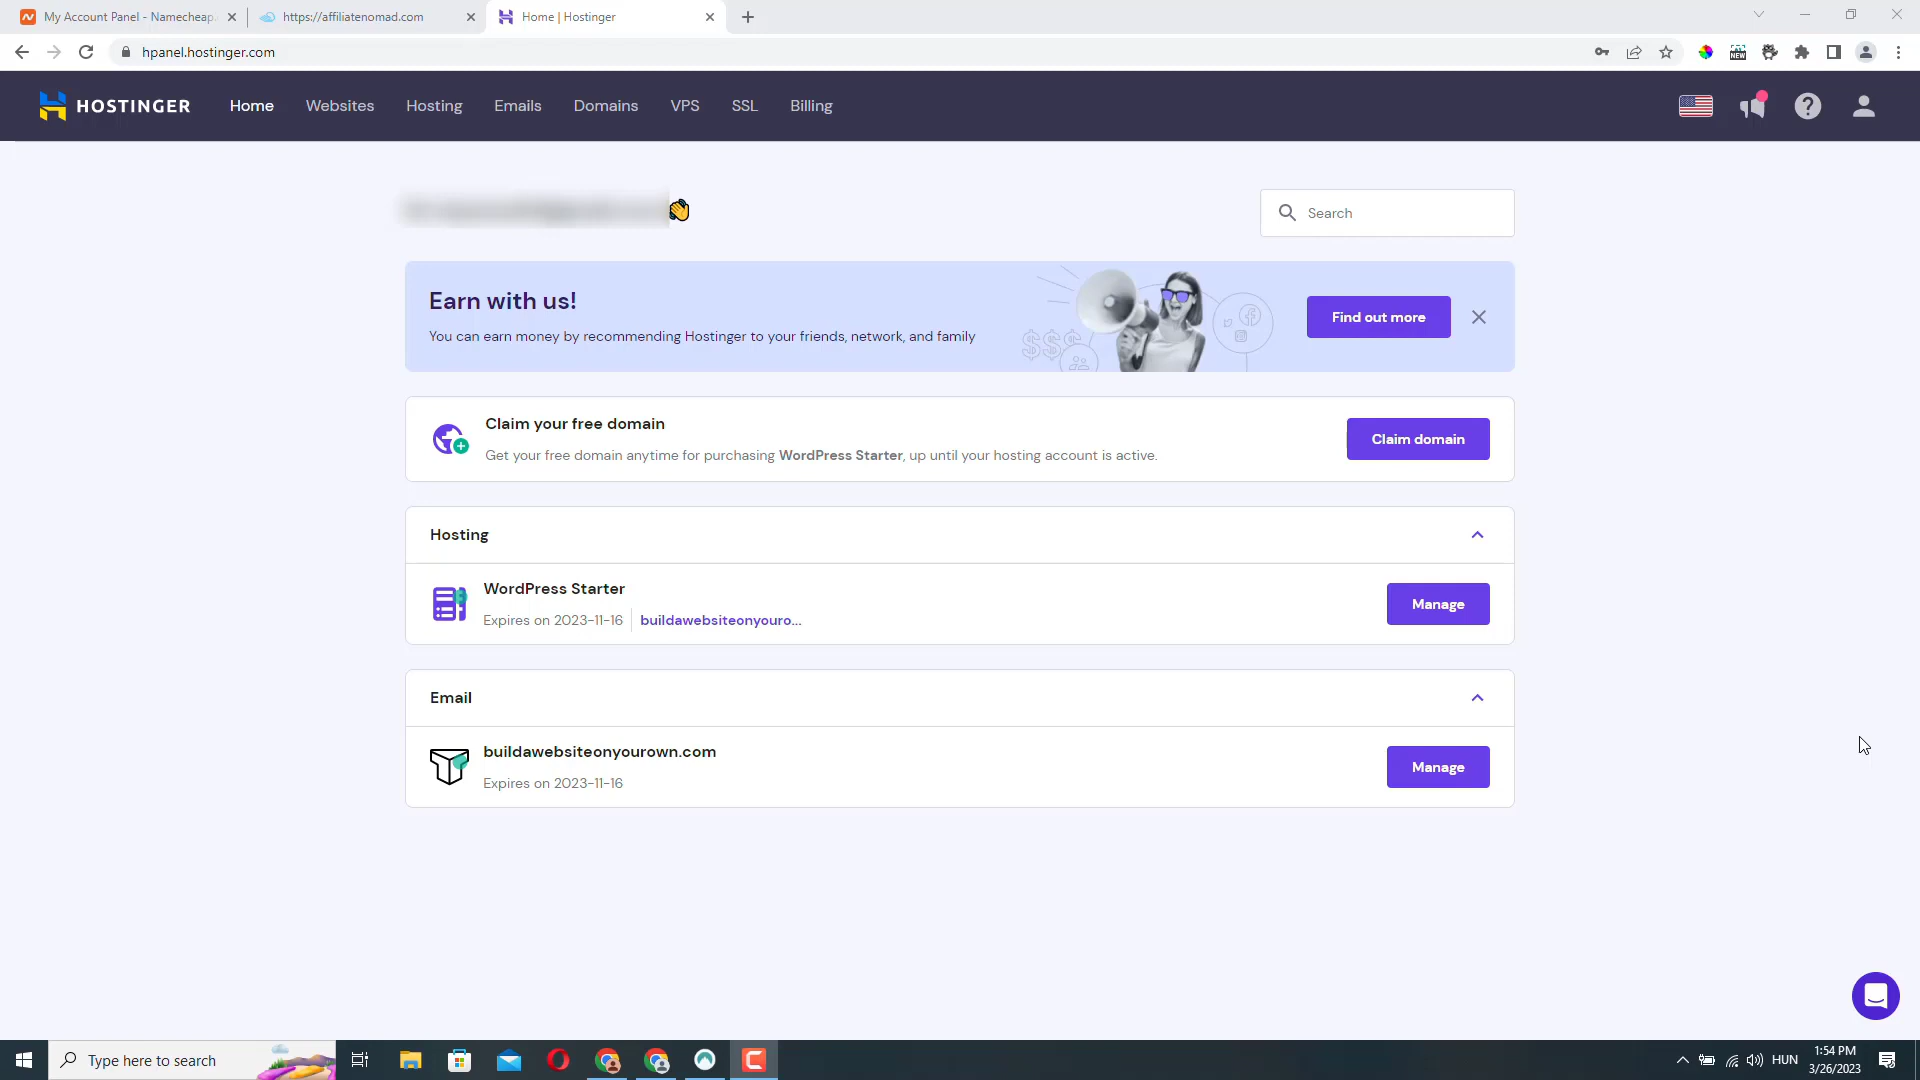 My Account Panel - Namecheap.
https://affiliatenomad.com
Home | Hostinger
hpanel.hostinger.com
NEW
HOSTINGER
Home
Websites
Hosting
Emails
Domains
VPS
SSL
Billing
Search
Earn with us!
You can earn money by recommending Hostinger to your friends, network, and family
$$$
Find out more
Claim your free domain
Get your free domain anytime for purchasing WordPress Starter, up until your hosting account is active.
Claim domain
Hosting
WordPress Starter
Expires on 2023-11-16
buildawebsiteonyouro...
Manage
Email
buildawebsiteonyourown.com
Expires on 2023-11-16
Manage
Type here to search
HUN
1:54 PM
3/26/2023